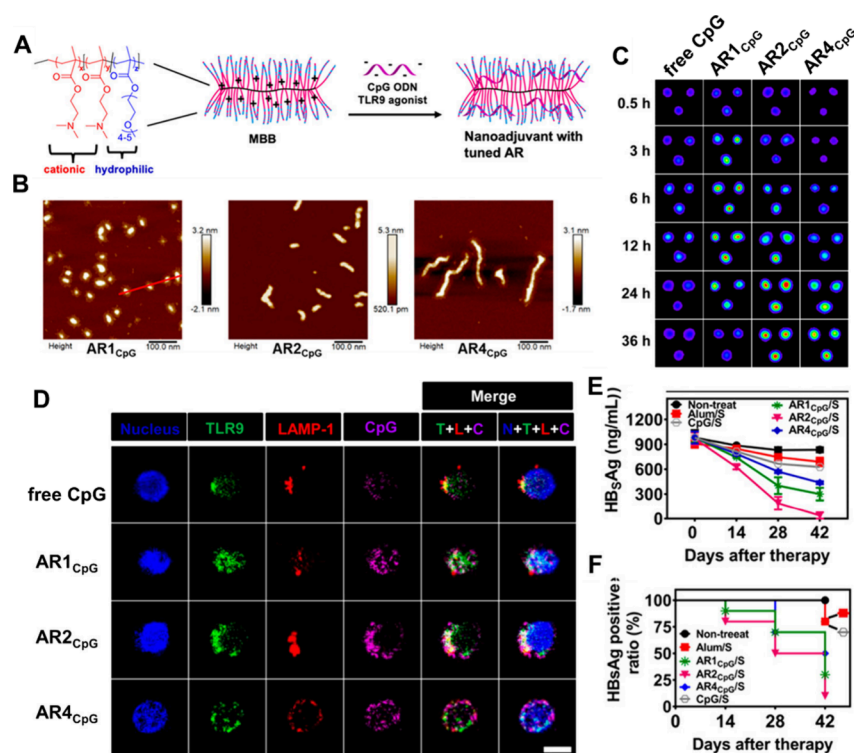 A
4-5
cationic
hydrophilic
MBB
CpG ODN
TLR9 agonist
Nanoadjuvant with
tuned AR
B
3.2 nm
-2.1 nm
Height
100.0 nm
AR1CpG
5.3 nm
520.1 pm
Height
100.0 nm
AR2CpG
3.1 nm
-1.7 nm
Height
100.0 nm
AR4CpG
C
free CpG
AR1CpG
AR2CpG
AR4CpG
0.5 h
3 h
6 h
12 h
24 h
36 h
D
Merge
Nucleus
TLR9
LAMP-1
CpG
T+L+C
N+T+L+C
free CpG
AR1CpG
AR2CpG
AR4CpG
E
HBsAg (ng/mL))
1200
900
600
300
0
Non-treat
Alum/S
CpG/S
AR1CpG/S
AR2CpG/S
AR4CpG/S
0
14
28
42
Days after therapy
F
HBsAg positive
ratio (%)
100
75
50
25
0
Non-treeat
Alum/S
AR1CpG/S
AR2CpG/S
AR4CpG/S
CpG/S
0
14
28
42
Days after therapy